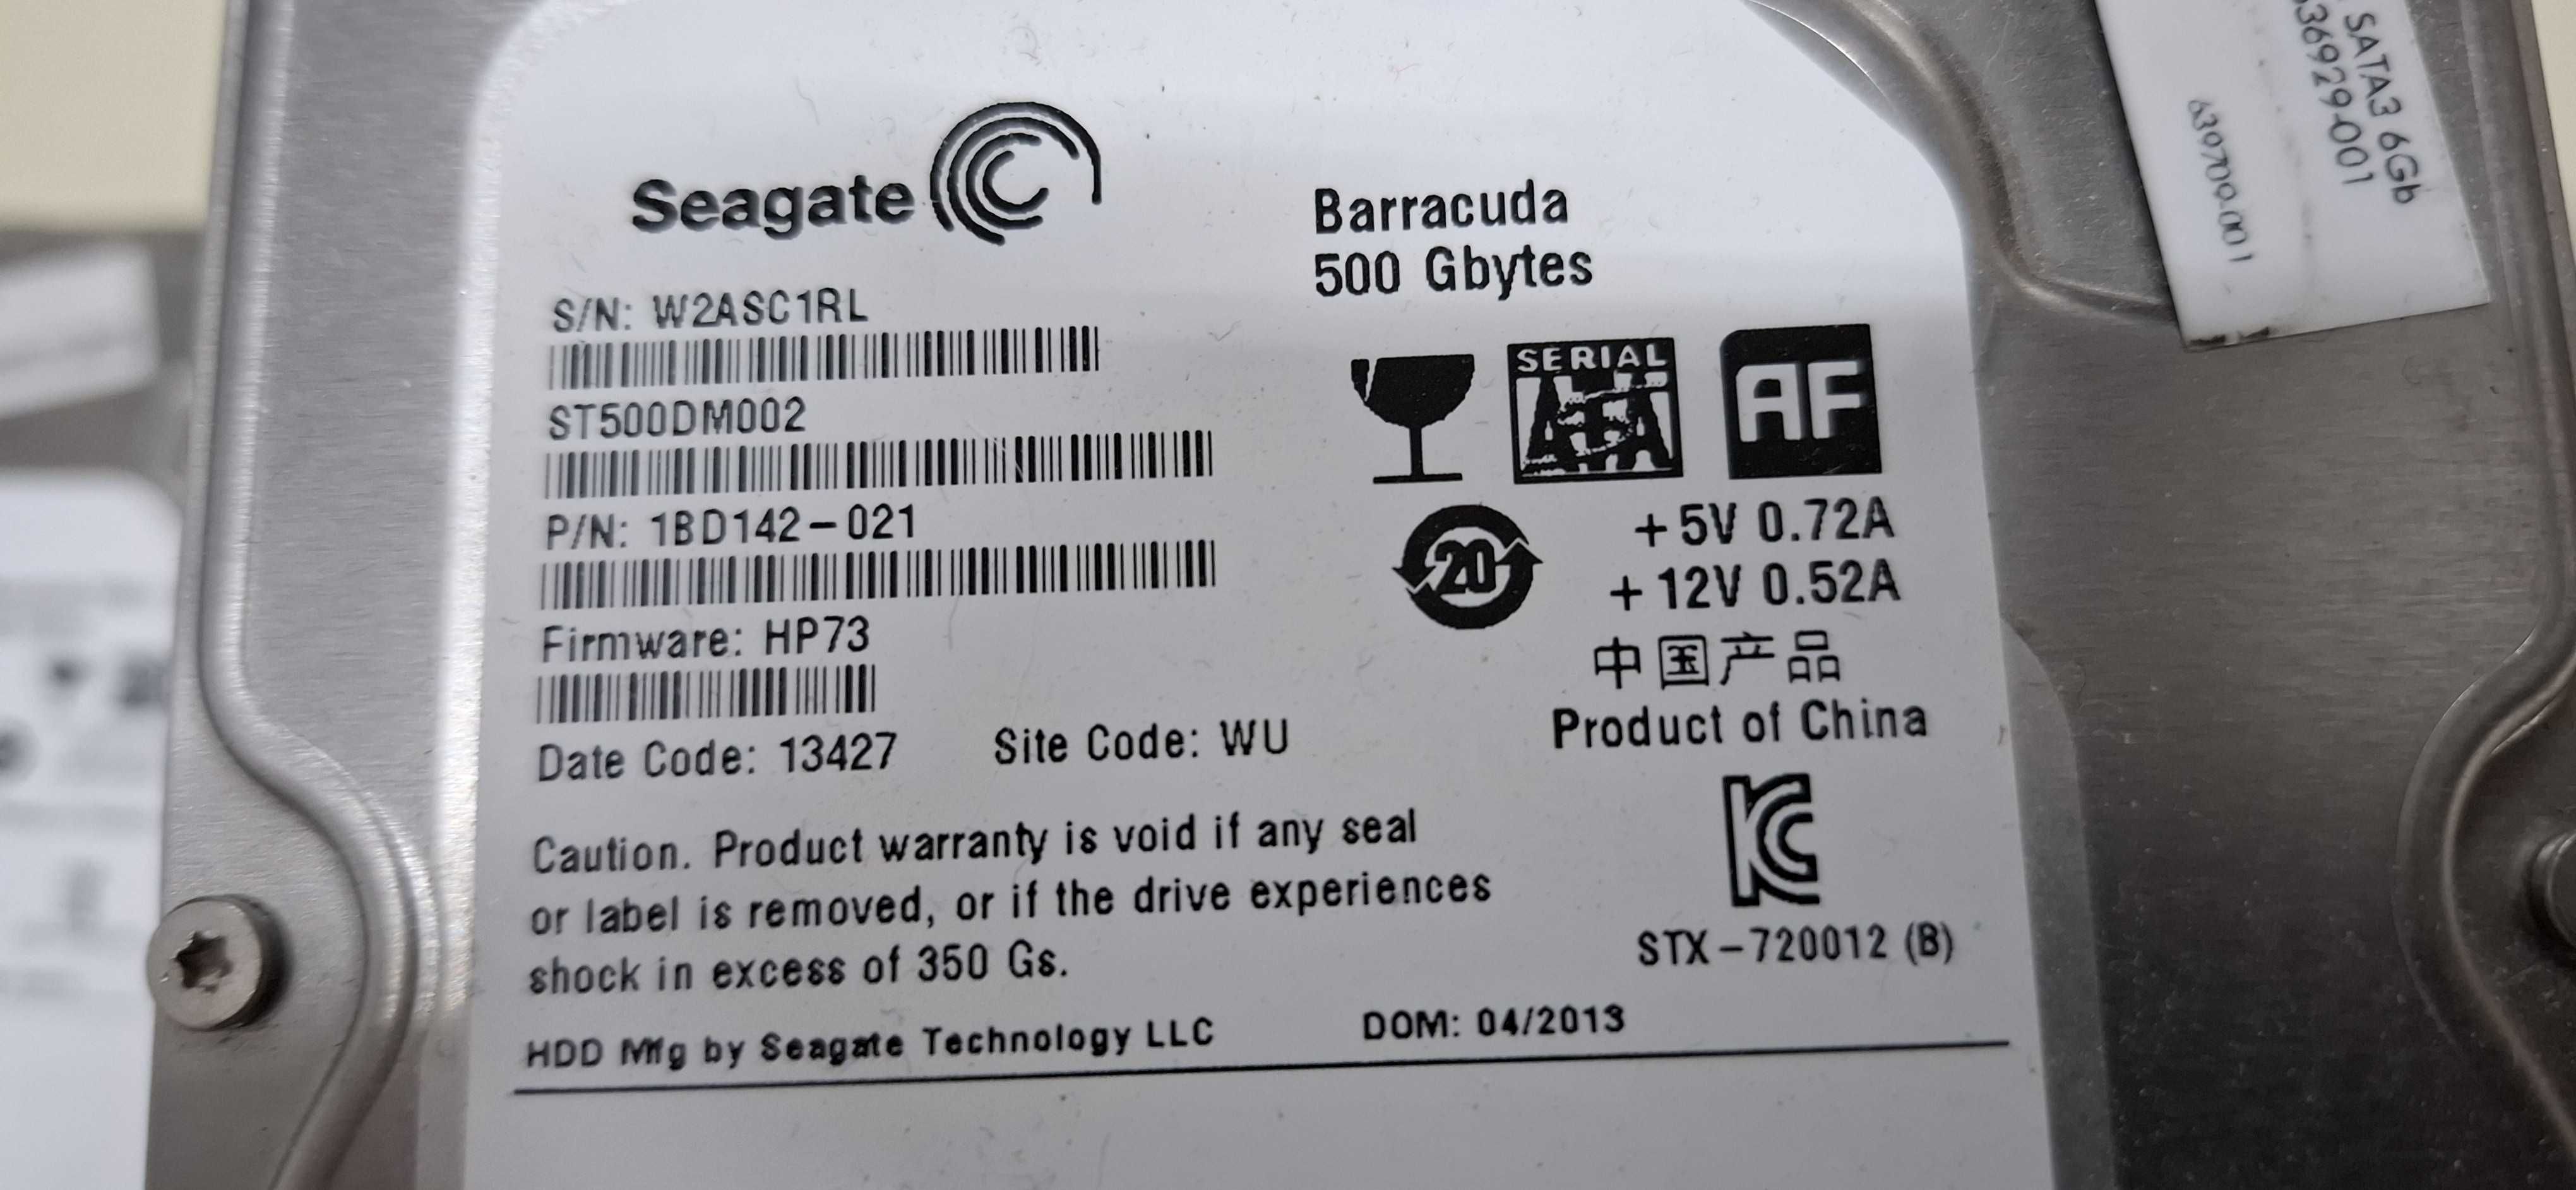 Seagate
Barracuda
500 Gbytes
S/N: W2ASC1RL
ST500DM002
P/N: 1BD142-021
Firmware: HP73
Date Code: 13427 Site Code: WU
SERIAL
ATA
AF
20
+5V 0.72A
+12V 0.52A
中国产品
Product of China
STX-720012 (B)
Caution. Product warranty is void if any seal
or label is removed, or if the drive experiences
shock in excess of 350 Gs.
HDD Mfg by Seagate Technology LLC
DOM: 04/2013
SATA3 6Gb
639709-001